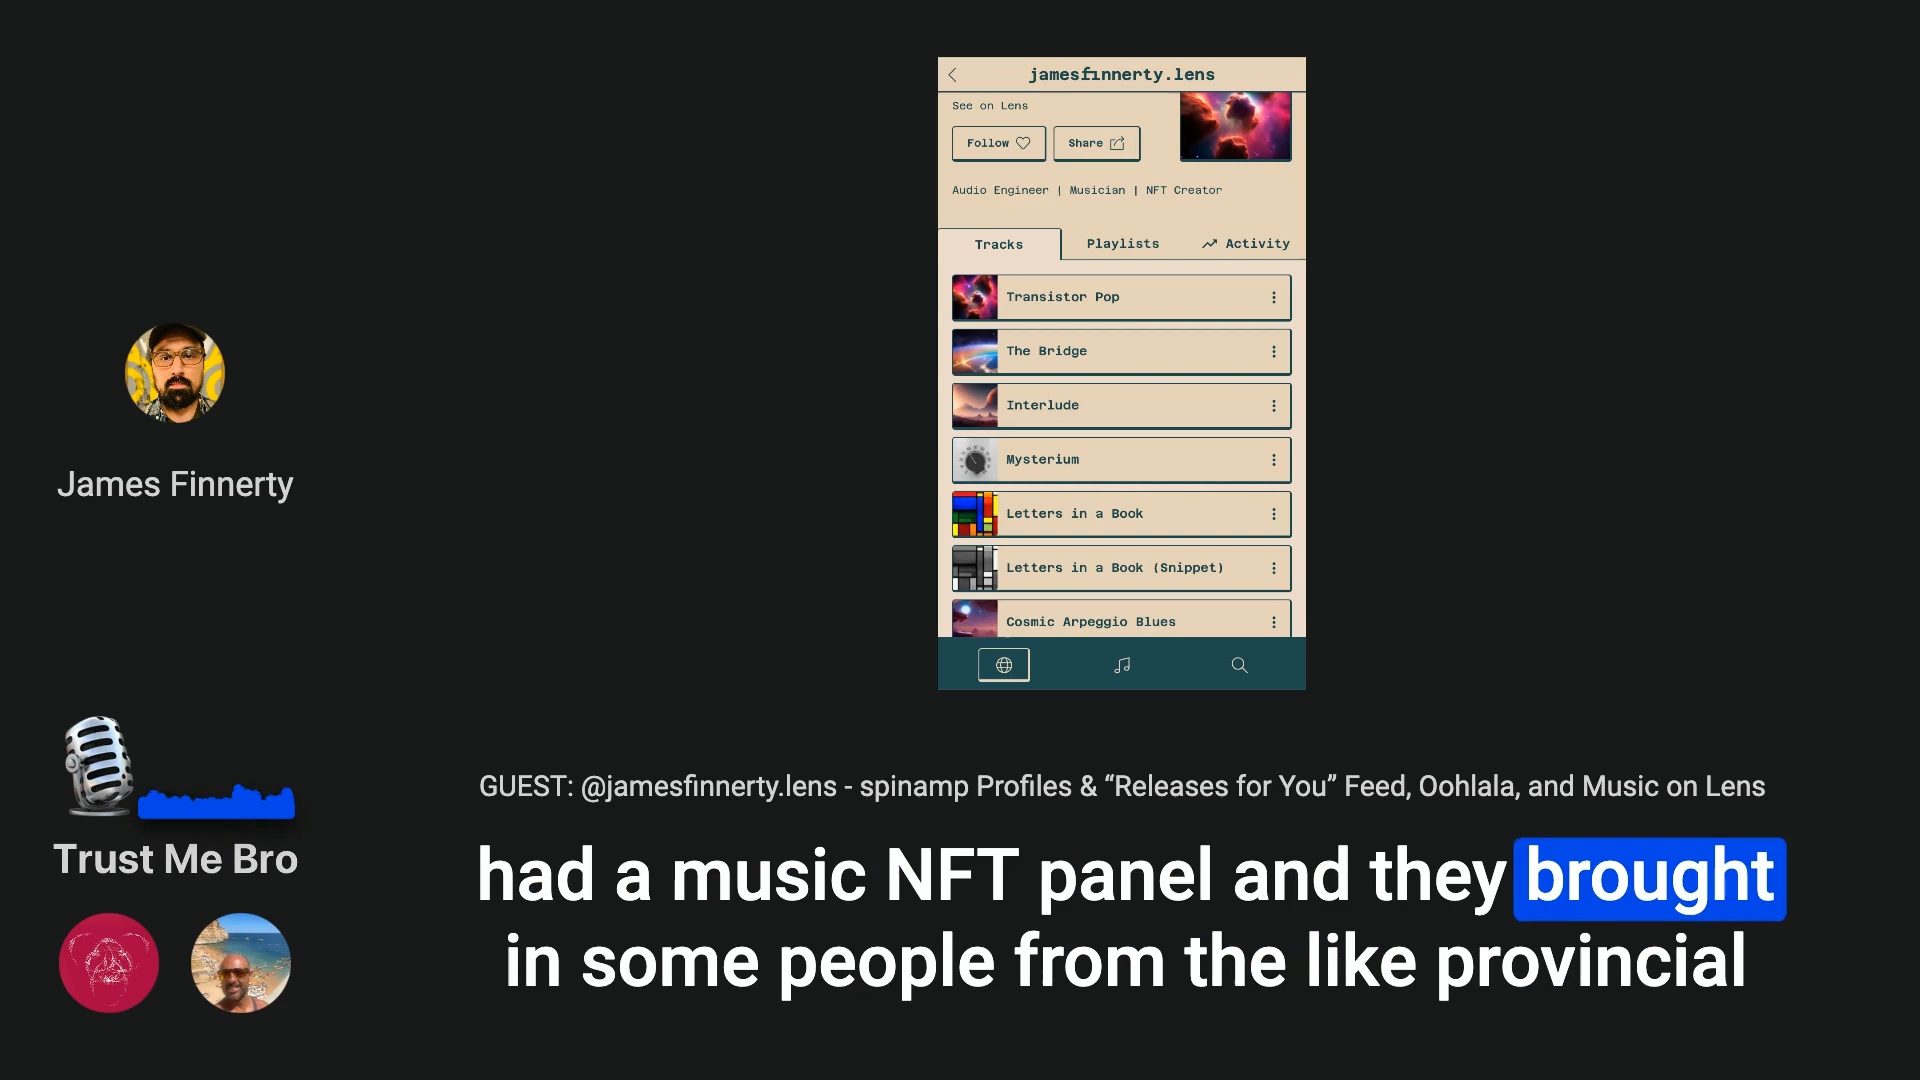 jamesfinnerty.lens
See on Lens
Follow
Share
Audio Engineer | Musician | NFT Creator
Tracks
Playlists
Activity
Transistor Pop
The Bridge
Interlude
Mysterium
Letters in a Book
Letters in a Book (Snippet)
Cosmic Arpeggio Blues
James Finnerty
Trust Me Bro
GUEST: @jamesfinnerty.lens - spinamp Profiles & “Releases for You” Feed, Oohlala, and Music on Lens
had a music NFT panel and they brought
in some people from the like provincial